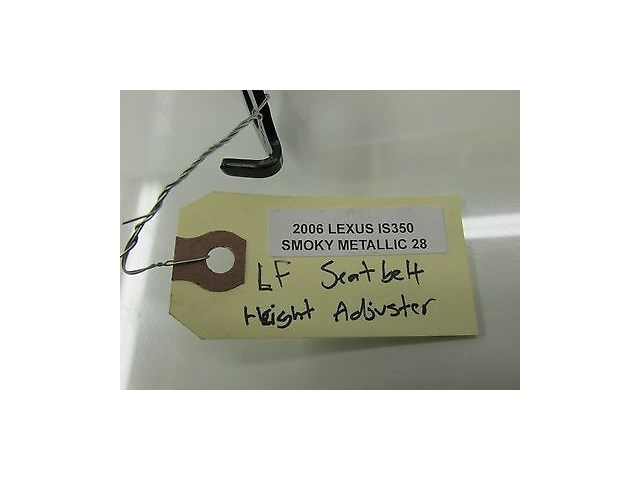 2006 LEXUS IS350
SMOKY METALLIC 28
LF Seatbelt
Height Adjuster